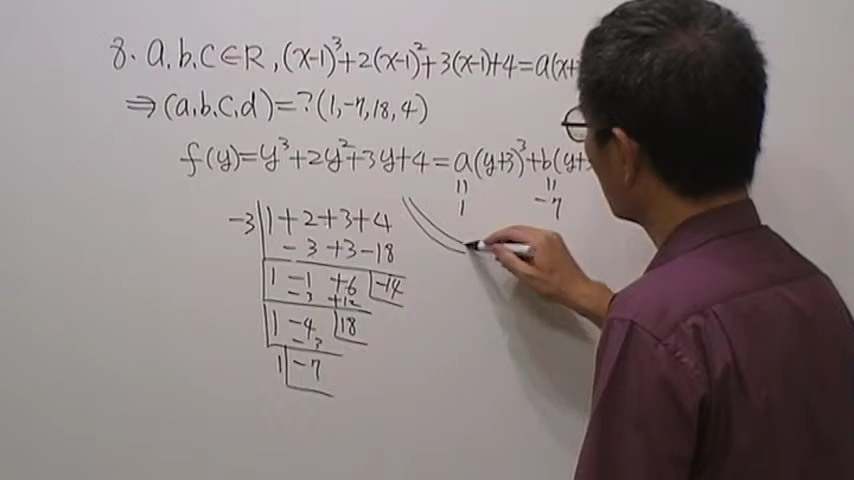 8. a,b,c∈R, (x-1)³+2(x-1)²+3(x-1)+4=a(x+
⇒(a,b,c,d)=?(1,-7,18,4)
f(y)=y³+2y²+3y+4=a(y+3)³+b(y+
= =
1 -7
-3 1+2+3+4
-3+3-18
1 -1 +6 -14
-3 +12
1 -4 18
-3
1 -7